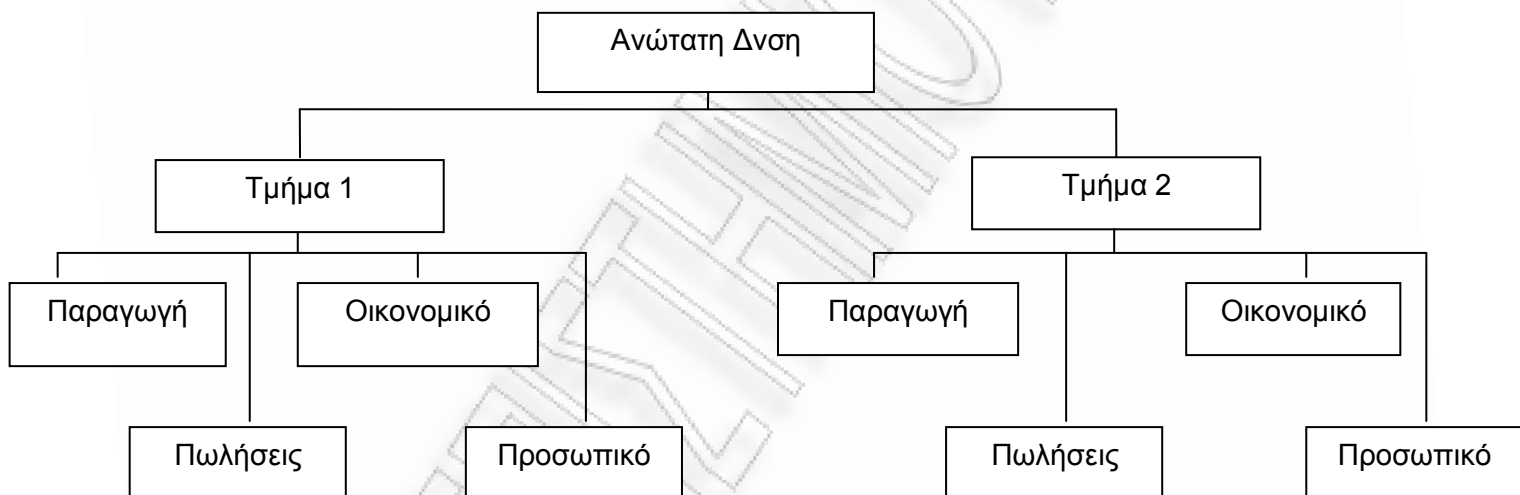 Ανώτατη Δνση
Τμήμα 1
Τμήμα 2
Παραγωγή
Οικονομικό
Παραγωγή
Οικονομικό
Πωλήσεις
Προσωπικό
Πωλήσεις
Προσωπικό